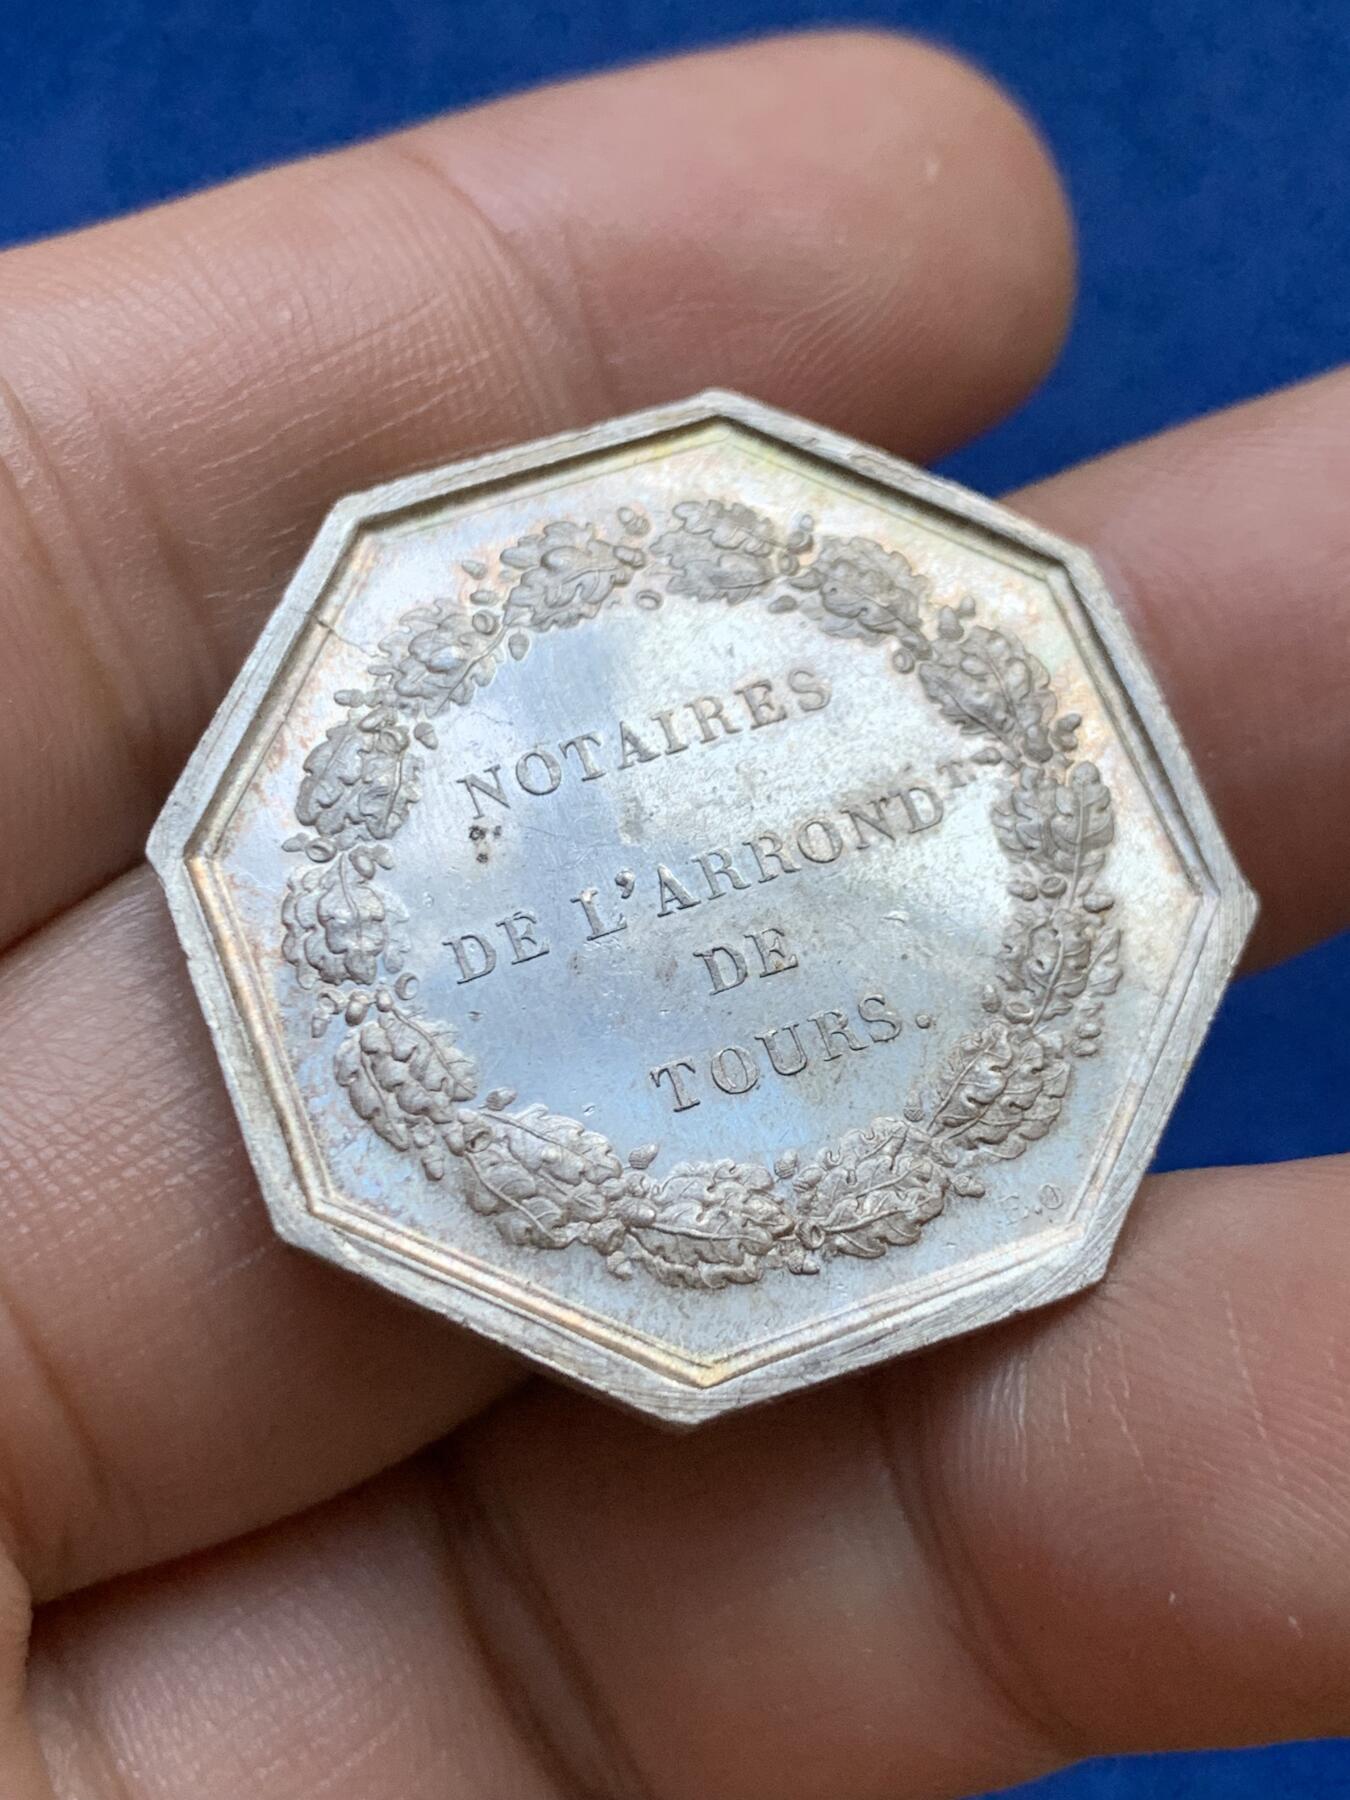 NOTAIRES
DE L'ARRONDT
DE
TOURS.
E.O